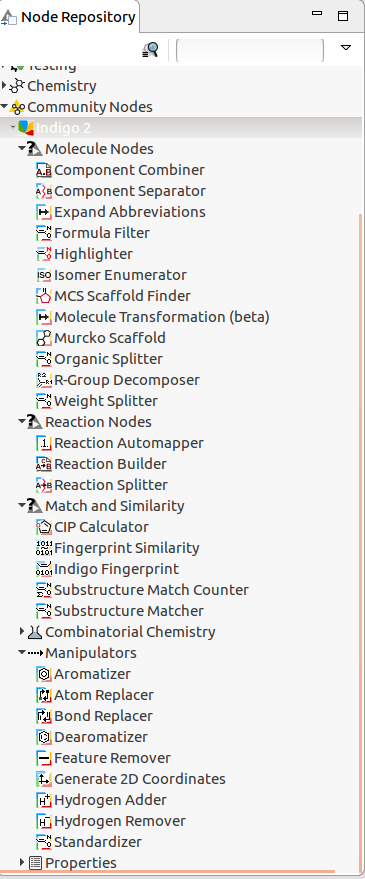 Node Repository
Testing
Chemistry
Community Nodes
Indigo 2
Molecule Nodes
Component Combiner
Component Separator
Expand Abbreviations
Formula Filter
Highlighter
Isomer Enumerator
MCS Scaffold Finder
Molecule Transformation (beta)
Murcko Scaffold
Organic Splitter
R-Group Decomposer
Weight Splitter
Reaction Nodes
Reaction Automapper
Reaction Builder
Reaction Splitter
Match and Similarity
CIP Calculator
Fingerprint Similarity
Indigo Fingerprint
Substructure Match Counter
Substructure Matcher
Combinatorial Chemistry
Manipulators
Aromatizer
Atom Replacer
Bond Replacer
Dearomatizer
Feature Remover
Generate 2D Coordinates
Hydrogen Adder
Hydrogen Remover
Standardizer
Properties